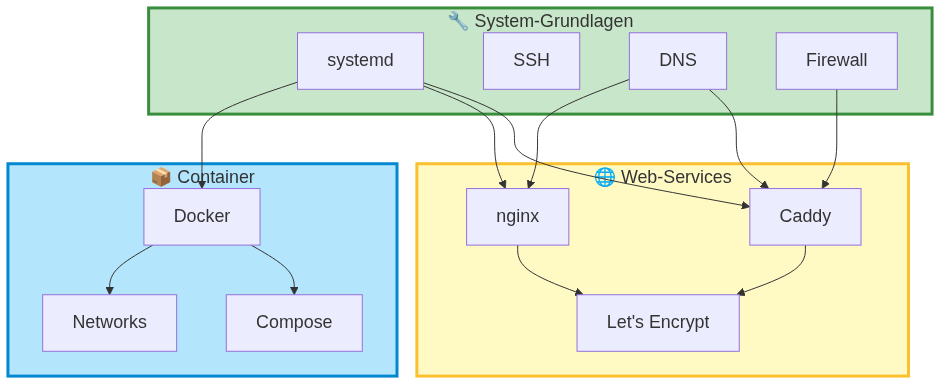 🔧 System-Grundlagen
systemd
SSH
DNS
Firewall
📦 Container
🌐 Web-Services
Docker
nginx
Caddy
Networks
Compose
Let's Encrypt